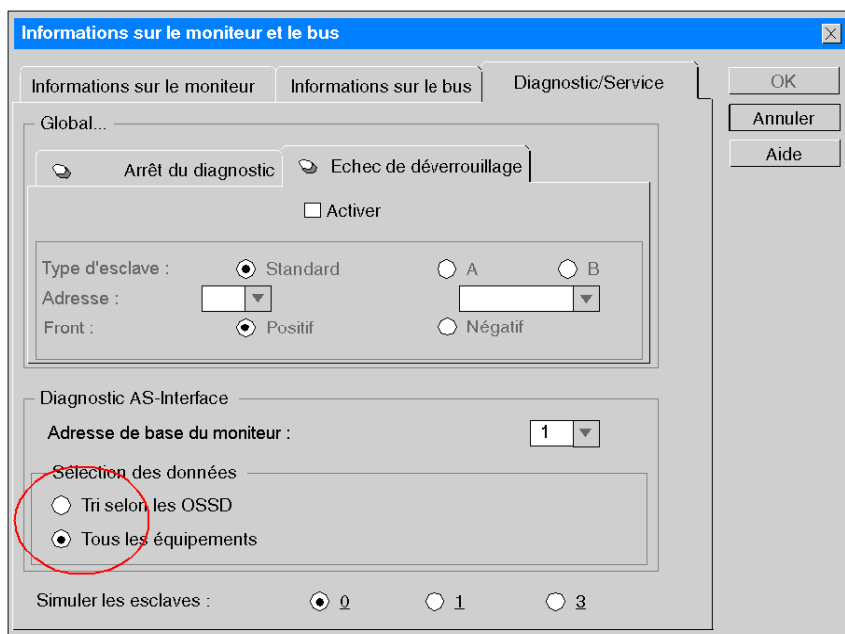 Informations sur le moniteur et le bus
Informations sur le moniteur
Informations sur le bus
Diagnostic/Service
OK
Annuler
Aide
Global...
Arrêt du diagnostic
Echec de déverrouillage
Activer
Type d'esclave :
Standard
A
B
Adresse :
Front :
Positif
Négatif
Diagnostic AS-Interface
Adresse de base du moniteur :
1
Sélection des données
Tri selon les OSSD
Tous les équipements
Simuler les esclaves :
0
1
3